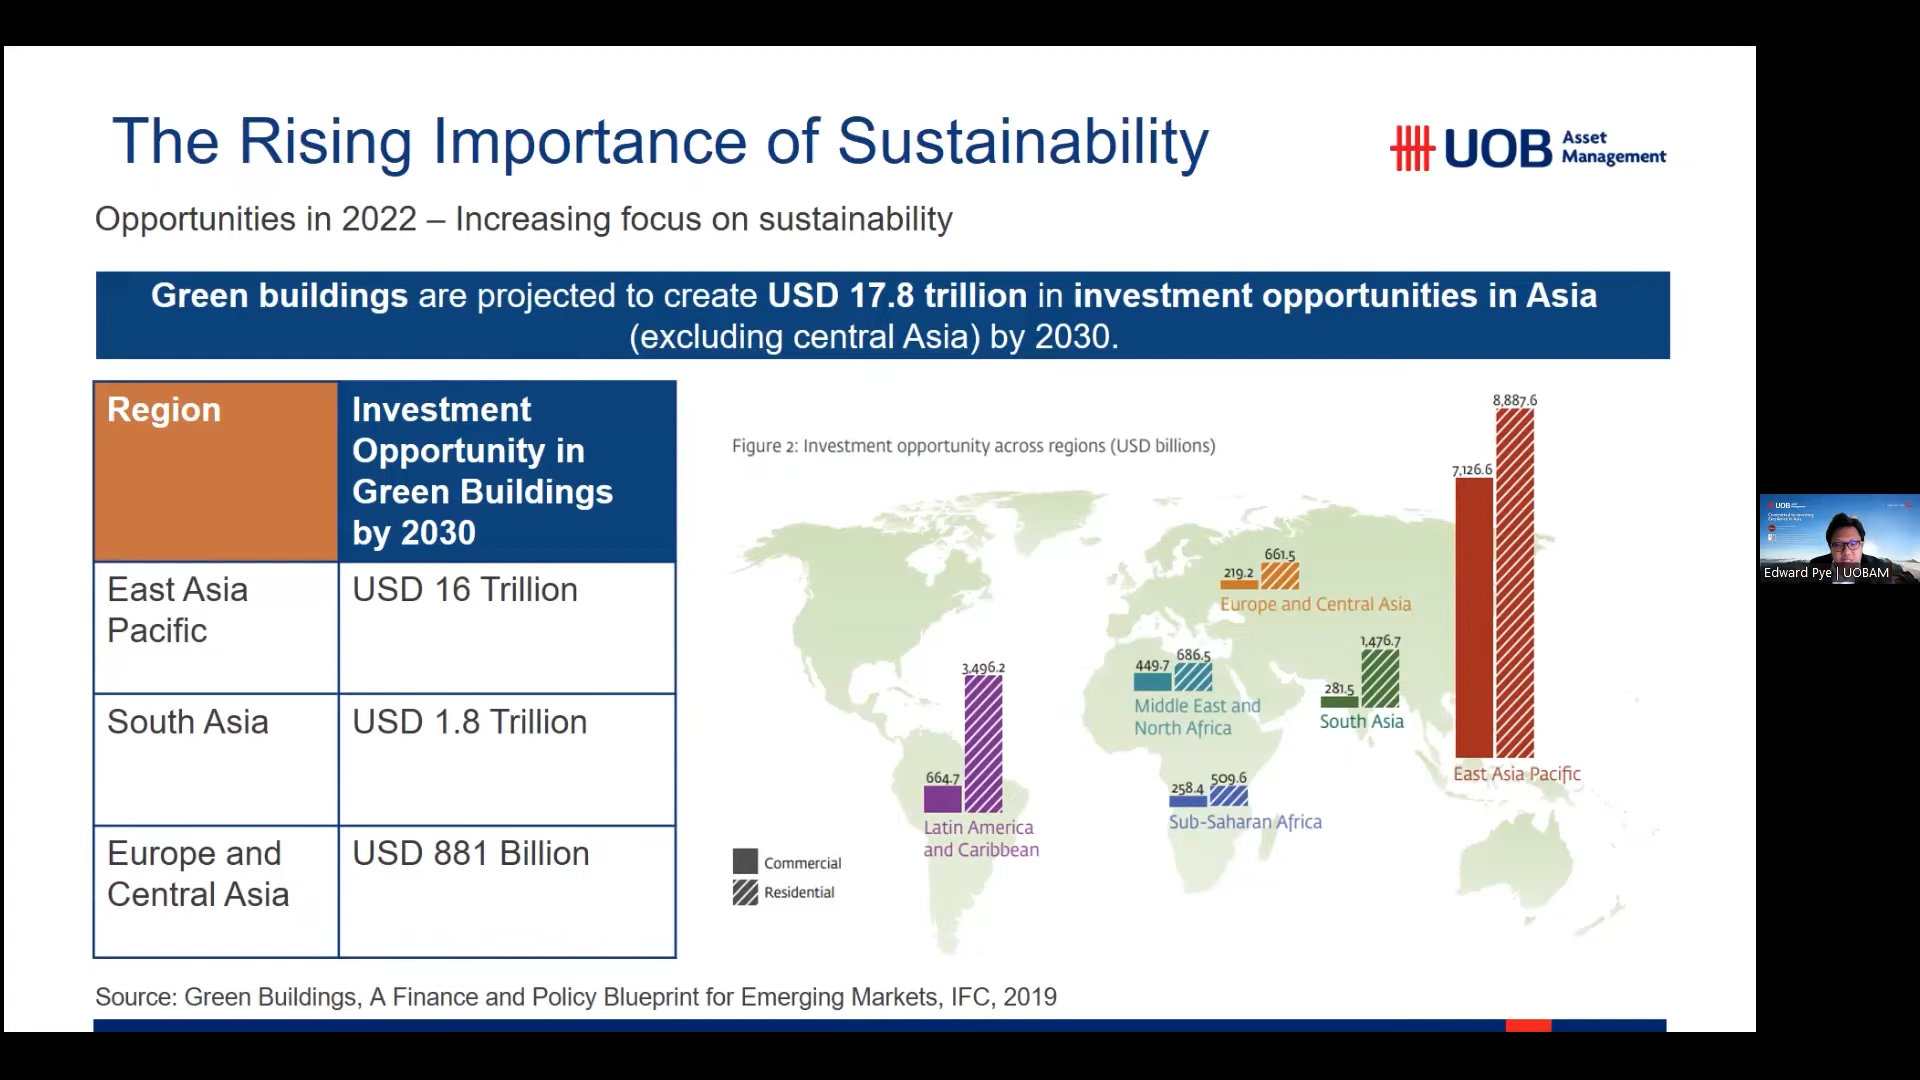 The Rising Importance of Sustainability
UOB Asset
Management
Opportunities in 2022 – Increasing focus on sustainability
Green buildings are projected to create USD 17.8 trillion in investment opportunities in Asia
(excluding central Asia) by 2030.
Region
Investment
Opportunity in
Green Buildings
by 2030
East Asia
Pacific
USD 16 Trillion
South Asia
USD 1.8 Trillion
Europe and
Central Asia
USD 881 Billion
Figure 2: Investment opportunity across regions (USD billions)
8,887.6
7,126.6
East Asia Pacific
661.5
219.2
Europe and Central Asia
1,476.7
281.5
South Asia
449.7
686.5
Middle East and
North Africa
3,496.2
664.7
Latin America
and Caribbean
258.4
509.6
Sub-Saharan Africa
Commercial
Residential
Source: Green Buildings, A Finance and Policy Blueprint for Emerging Markets, IFC, 2019
UOB
Edward Pye | UOBAM